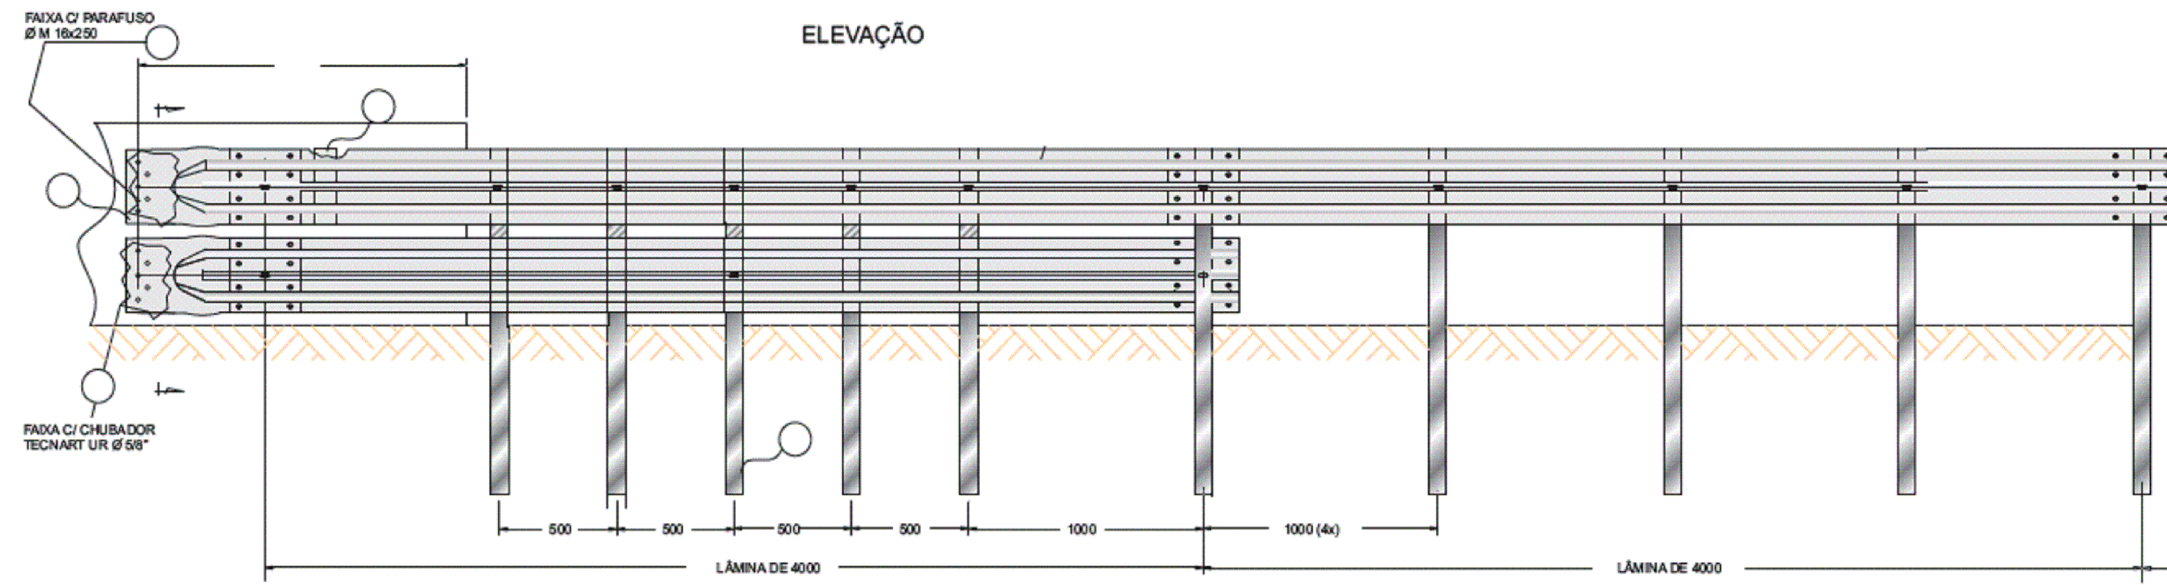 FAIXA C/ PARAFUSO
Ø M 16x250
ELEVAÇÃO
FAIXA C/ CHUBADOR
TECNART UR Ø 5/8"
500
500
500
500
1000
1000 (4x)
LÂMINA DE 4000
LÂMINA DE 4000